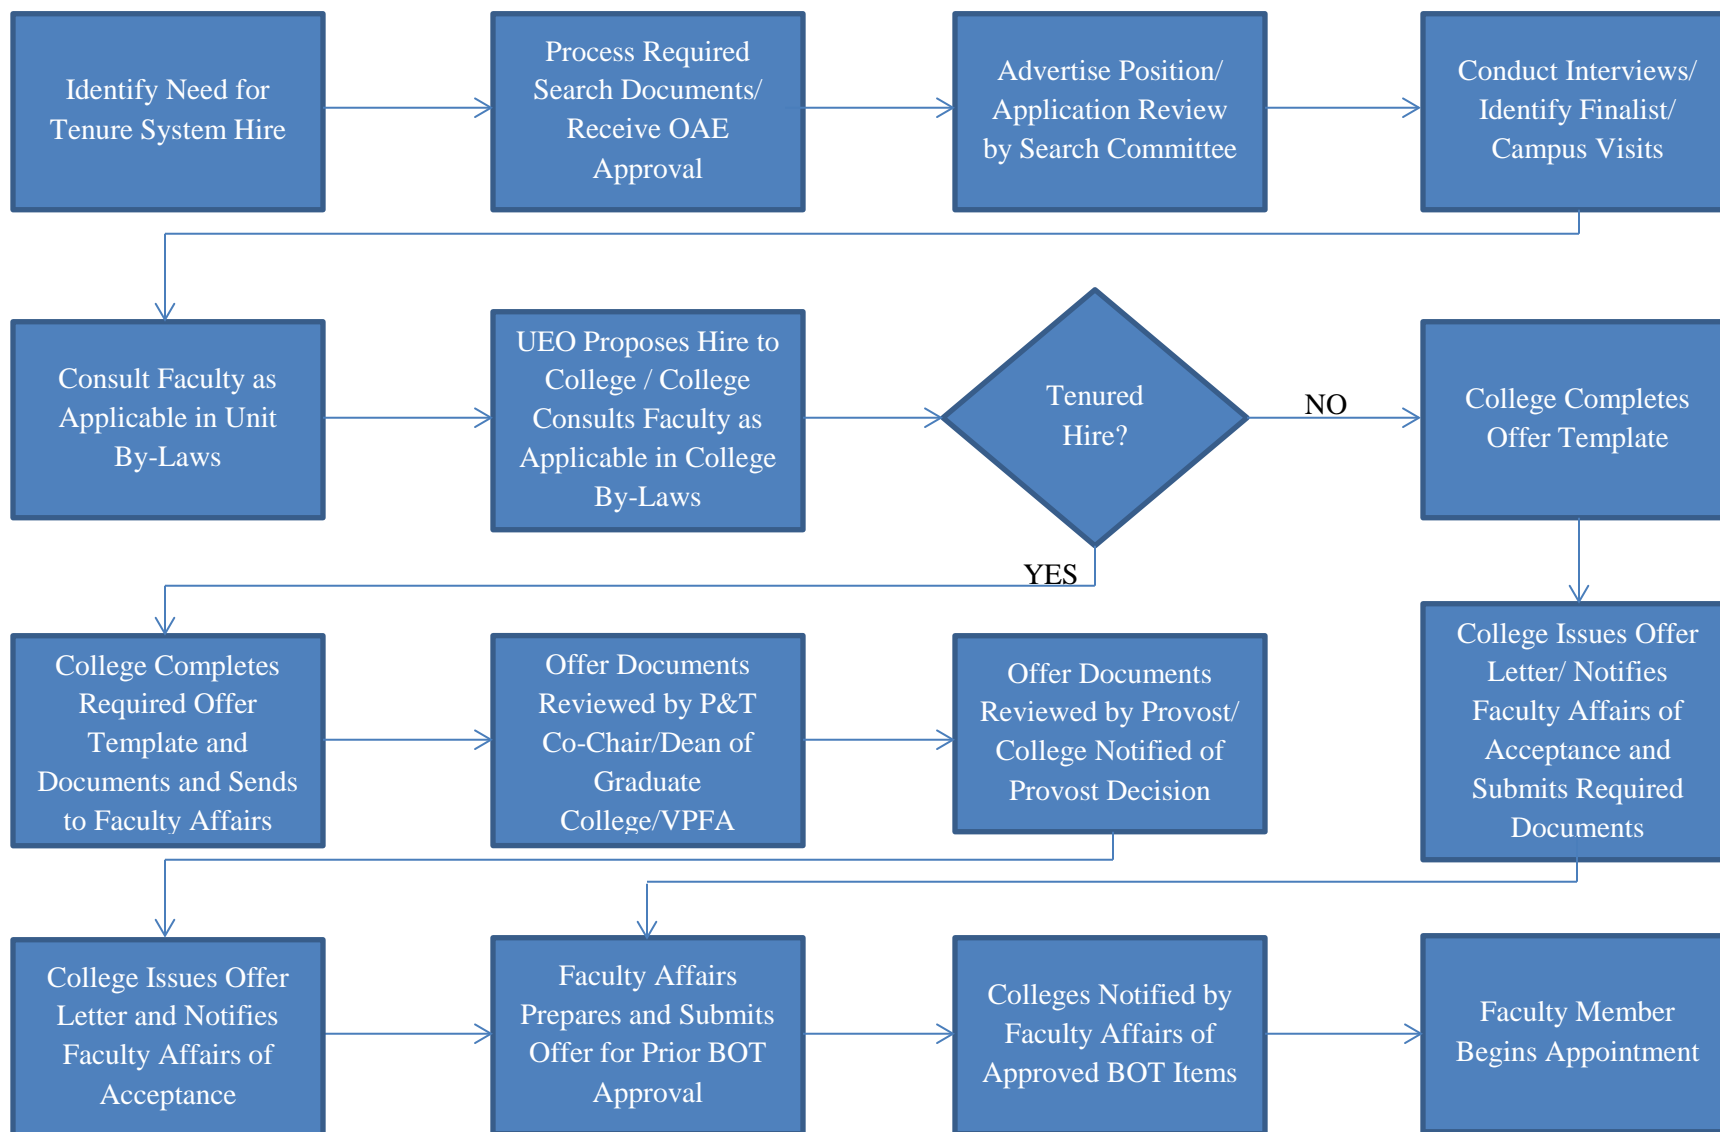 Identify Need for
Tenure System Hire
Process Required
Search Documents/
Receive OAE
Approval
Advertise Position/
Application Review
by Search Committee
Conduct Interviews/
Identify Finalist/
Campus Visits
Consult Faculty as
Applicable in Unit
By-Laws
UEO Proposes Hire to
College / College
Consults Faculty as
Applicable in College
By-Laws
Tenured
Hire?
NO
College Completes
Offer Template
YES
College Completes
Required Offer
Template and
Documents and Sends
to Faculty Affairs
Offer Documents
Reviewed by P&T
Co-Chair/Dean of
Graduate
College/VPFA
Offer Documents
Reviewed by Provost/
College Notified of
Provost Decision
College Issues Offer
Letter/ Notifies
Faculty Affairs of
Acceptance and
Submits Required
Documents
College Issues Offer
Letter and Notifies
Faculty Affairs of
Acceptance
Faculty Affairs
Prepares and Submits
Offer for Prior BOT
Approval
Colleges Notified by
Faculty Affairs of
Approved BOT Items
Faculty Member
Begins Appointment